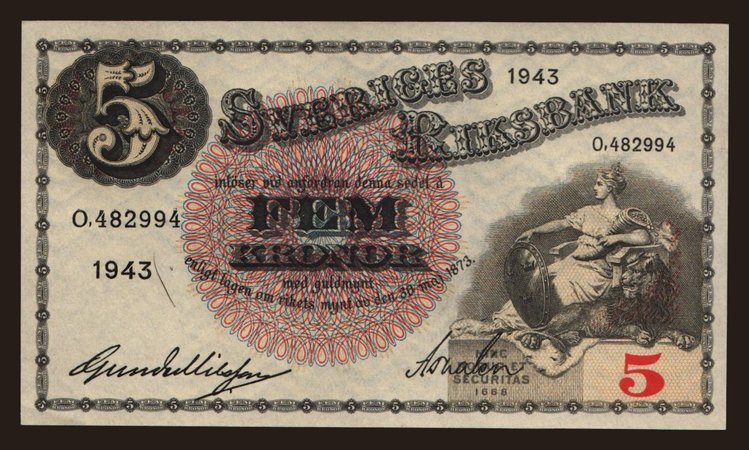 5
SVERIGES
RIKSBANK
1943
O,482994
inlöser vid anfordran denna sedel å
FEM
KRONOR
med guldmynt
enligt lagen om rikets mynt av den 30 maj 1873.
O,482994
1943
HINC
SECURITAS
1668
5